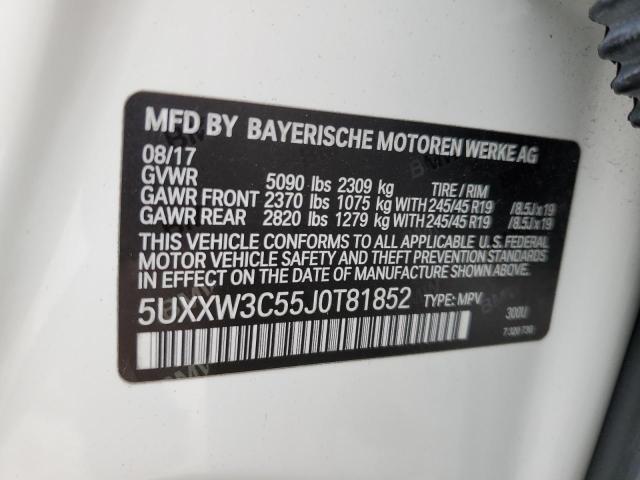 MFD BY BAYERISCHE MOTOREN WERKE AG
08/17
GVWR 5090 lbs 2309 kg TIRE / RIM
GAWR FRONT 2370 lbs 1075 kg WITH 245/45 R19 /8.5Jx19
GAWR REAR 2820 lbs 1279 kg WITH 245/45 R19 /8.5Jx19
THIS VEHICLE CONFORMS TO ALL APPLICABLE U.S. FEDERAL
MOTOR VEHICLE SAFETY AND THEFT PREVENTION STANDARDS
IN EFFECT ON THE DATE OF MANUFACTURE SHOWN ABOVE.
5UXXW3C55J0T81852 TYPE: MPV
300U
7 320 730